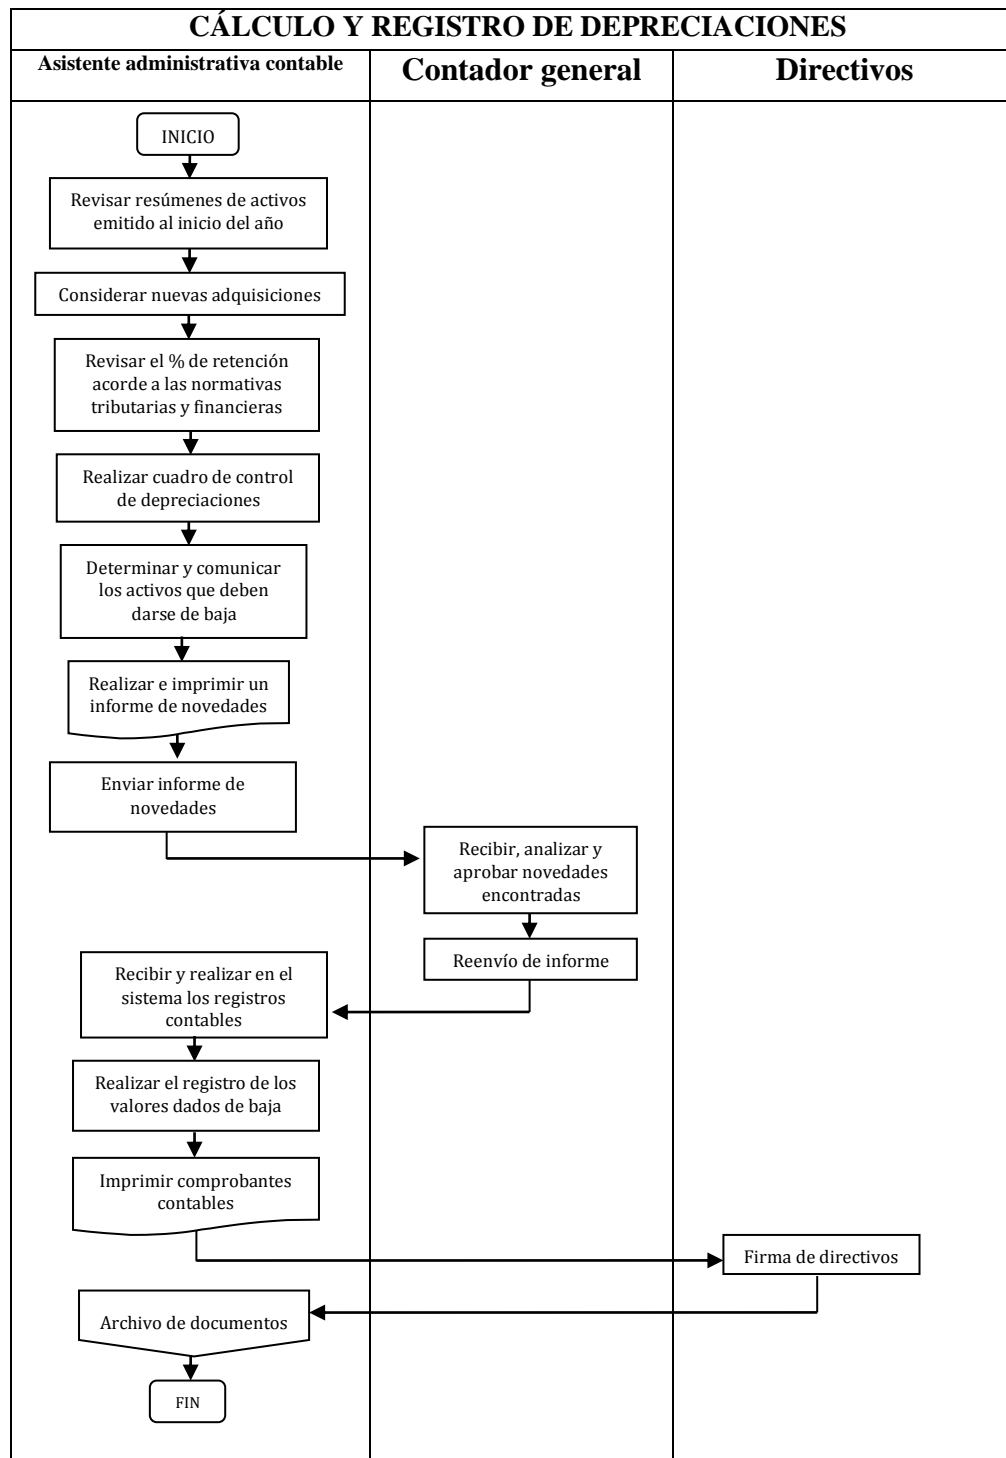 CÁLCULO Y REGISTRO DE DEPRECIACIONES
Asistente administrativa contable
Contador general
Directivos
INICIO
Revisar resúmenes de activos
emitido al inicio del año
Considerar nuevas adquisiciones
Revisar el % de retención
acorde a las normativas
tributarias y financieras
Realizar cuadro de control
de depreciaciones
Determinar y comunicar
los activos que deben
darse de baja
Realizar e imprimir un
informe de novedades
Enviar informe de
novedades
Recibir, analizar y
aprobar novedades
encontradas
Reenvío de informe
Recibir y realizar en el
sistema los registros
contables
Realizar el registro de los
valores dados de baja
Imprimir comprobantes
contables
Firma de directivos
Archivo de documentos
FIN